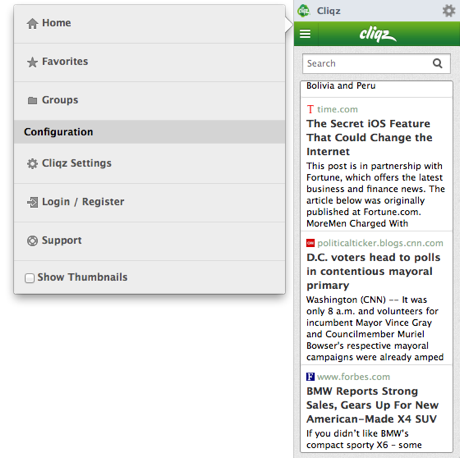 Home
Favorites
Groups
Configuration
Cliqz Settings
Login / Register
Support
Show Thumbnails
Cliqz
cliqz
Search
Bolivia and Peru
T time.com
The Secret iOS Feature
That Could Change the
Internet
This post is in partnership with
Fortune, which offers the latest
business and finance news. The
article below was originally
published at Fortune.com.
MoreMen Charged With
CNN politicalticker.blogs.cnn.com
D.C. voters head to polls
in contentious mayoral
primary
Washington (CNN) -- It was
only 8 a.m. and volunteers for
incumbent Mayor Vince Gray
and Councilmember Muriel
Bowser's respective mayoral
campaigns were already amped
F www.forbes.com
BMW Reports Strong
Sales, Gears Up For New
American-Made X4 SUV
If you didn't like BMW's
compact sporty X6 - some